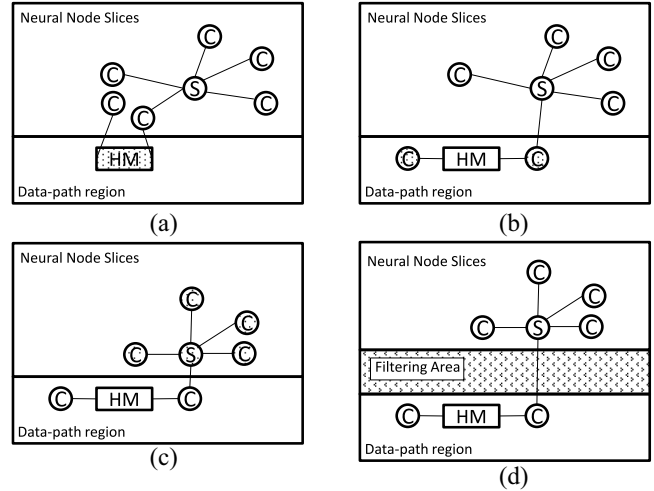 Neural Node Slices
C
C
C
S
C
C
C
HM
Data-path region
(a)
Neural Node Slices
C
C
C
S
C
C
HM
C
Data-path region
(b)
Neural Node Slices
C
C
C
S
C
C
HM
C
Data-path region
(c)
Neural Node Slices
C
C
C
S
C
Filtering Area
C
HM
C
Data-path region
(d)